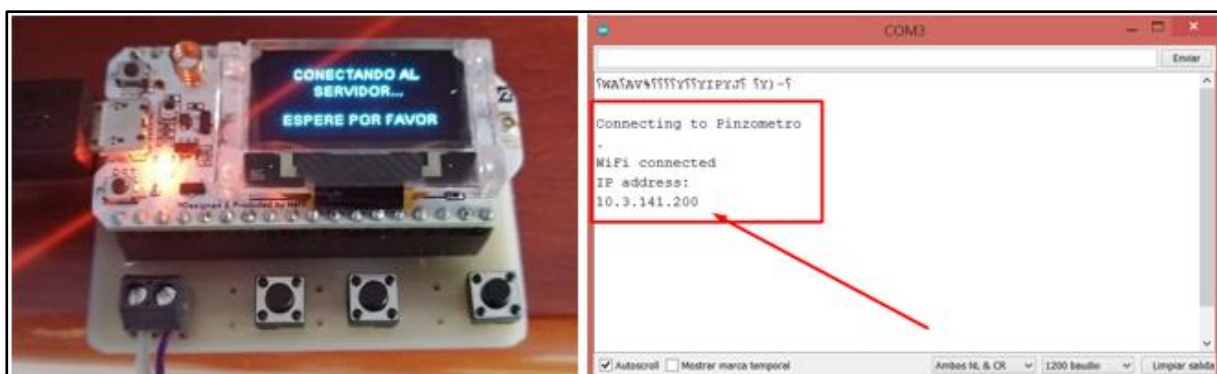 CONECTANDO AL
SERVIDOR...
ESPERE POR FAVOR
RST
Designed & Produced by
COM3
Enviar
Connecting to Pinzometro
.
WiFi connected
IP address:
10.3.141.200
Autoscroll
Mostrar marca temporal
Ambos NL & CR
1200 baudio
Limpiar salida